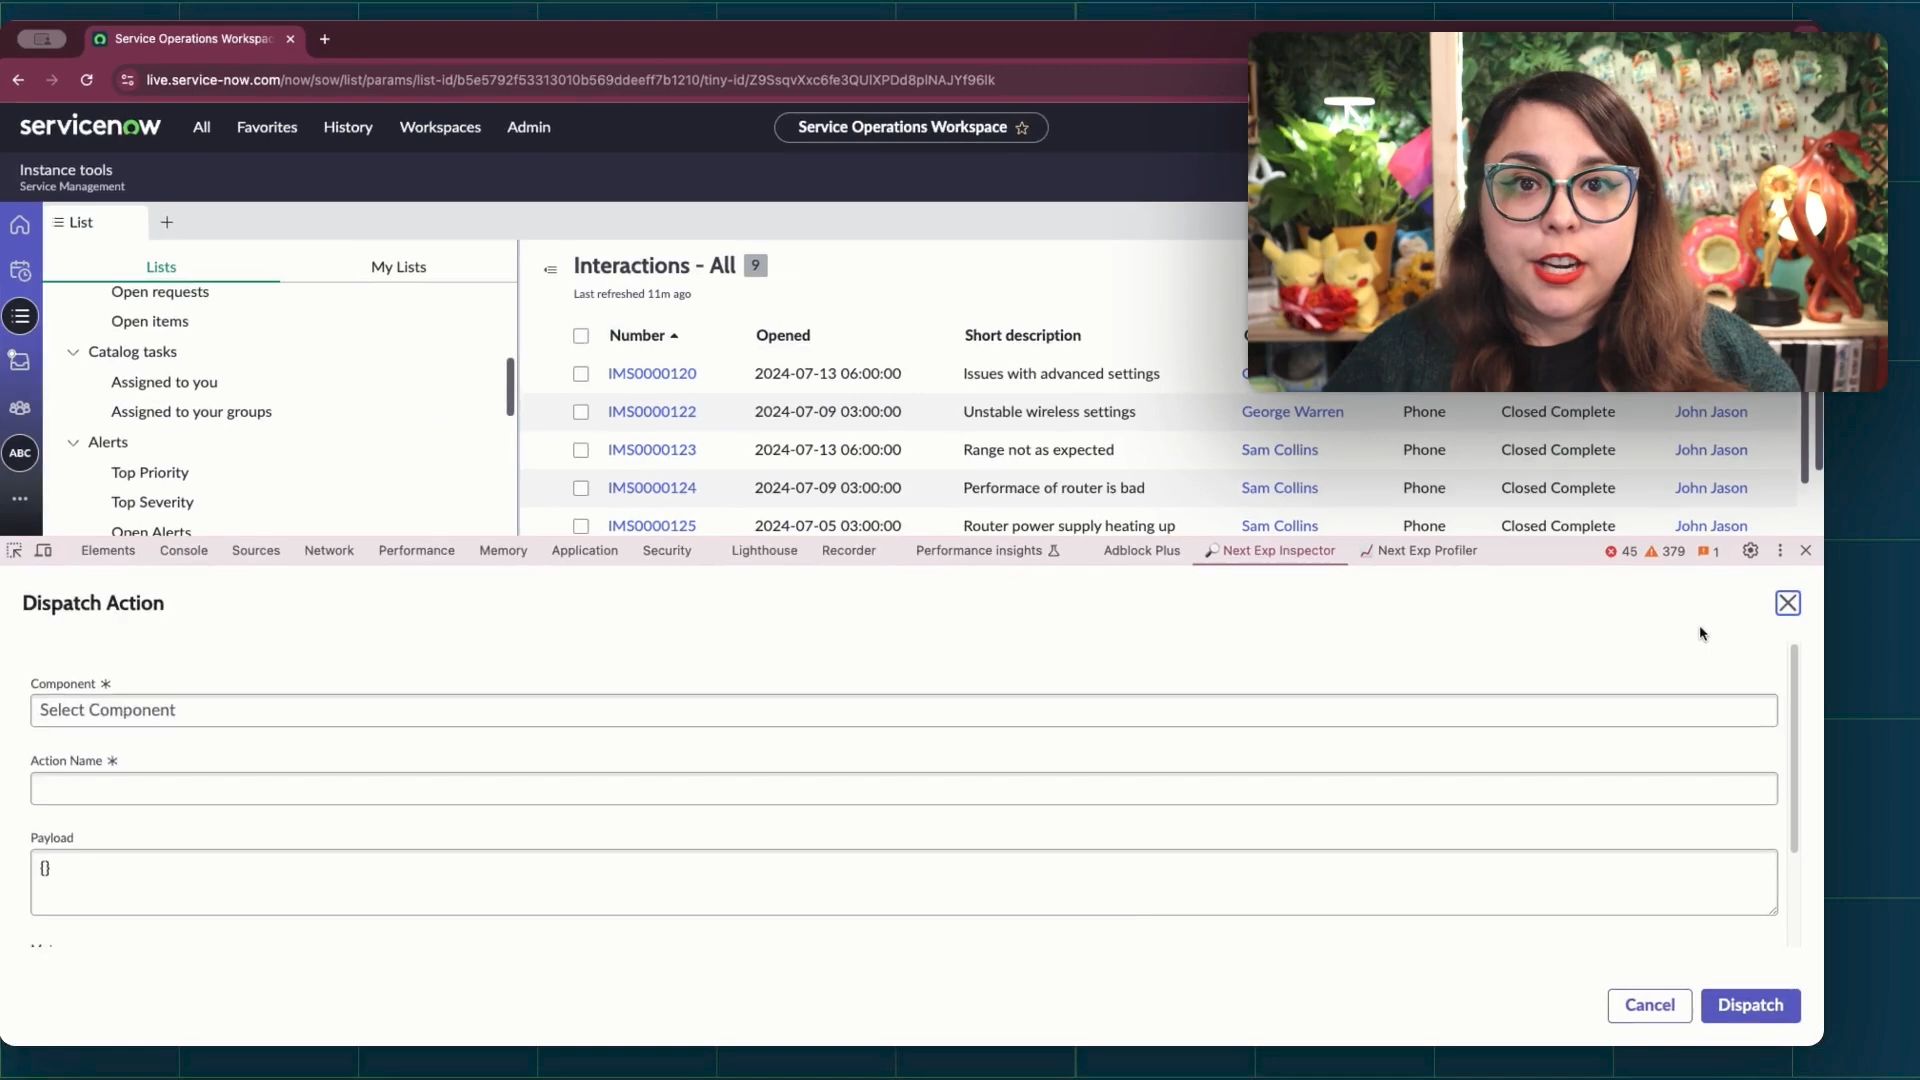 Service Operations Workspac
live.service-now.com/now/sow/list/params/list-id/b5e5792f53313010b569ddeeff7b1210/tiny-id/Z9SsqvXxc6fe3QUIXPDd8plNAJYf96lk
servicenow
All
Favorites
History
Workspaces
Admin
Service Operations Workspace
Instance tools
Service Management
List
Lists
My Lists
Open requests
Open items
Catalog tasks
Assigned to you
Assigned to your groups
Alerts
Top Priority
Top Severity
Open Alerts
ABC
Interactions - All 9
Last refreshed 11m ago
Number Opened Short description
IMS0000120 2024-07-13 06:00:00 Issues with advanced settings
IMS0000122 2024-07-09 03:00:00 Unstable wireless settings George Warren Phone Closed Complete John Jason
IMS0000123 2024-07-13 06:00:00 Range not as expected Sam Collins Phone Closed Complete John Jason
IMS0000124 2024-07-09 03:00:00 Performace of router is bad Sam Collins Phone Closed Complete John Jason
IMS0000125 2024-07-05 03:00:00 Router power supply heating up Sam Collins Phone Closed Complete John Jason
Elements Console Sources Network Performance Memory Application Security Lighthouse Recorder Performance insights Adblock Plus Next Exp Inspector Next Exp Profiler 45 379 1
Dispatch Action
Component *
Select Component
Action Name *
Payload
{}
Cancel
Dispatch